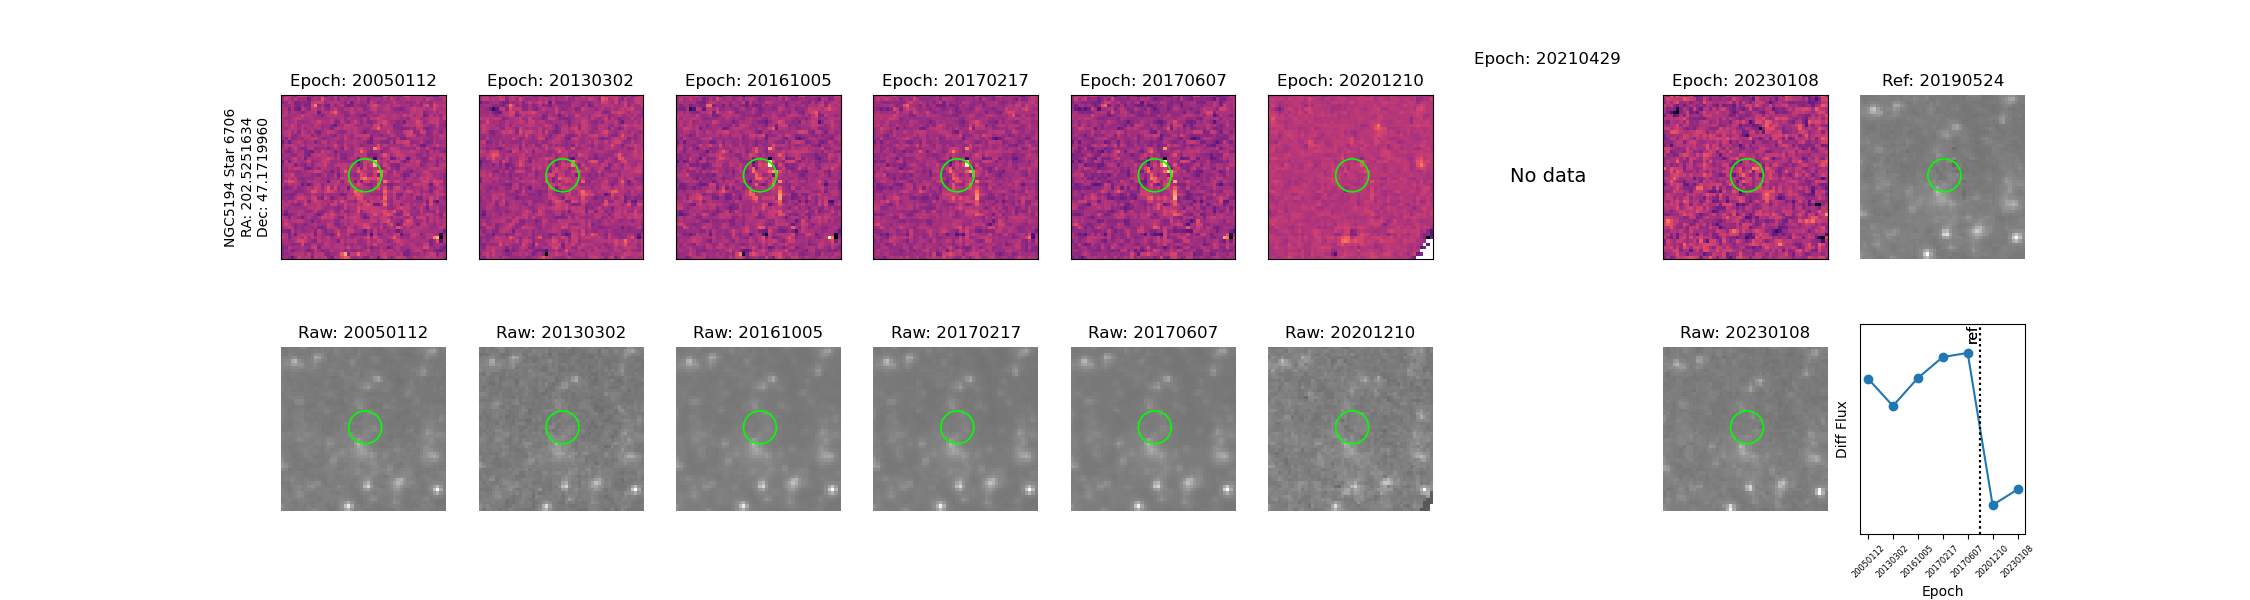 Epoch: 20050112
Epoch: 20130302
Epoch: 20161005
Epoch: 20170217
Epoch: 20170607
Epoch: 20201210
Epoch: 20210429
Epoch: 20230108
Ref: 20190524
NGC5194 Star 6706
RA: 202.5251634
Dec: 47.1719960
No data
Raw: 20050112
Raw: 20130302
Raw: 20161005
Raw: 20170217
Raw: 20170607
Raw: 20201210
Raw: 20230108
ref
Diff Flux
20050112
20130302
20161005
20170217
20170607
20201210
20230108
Epoch